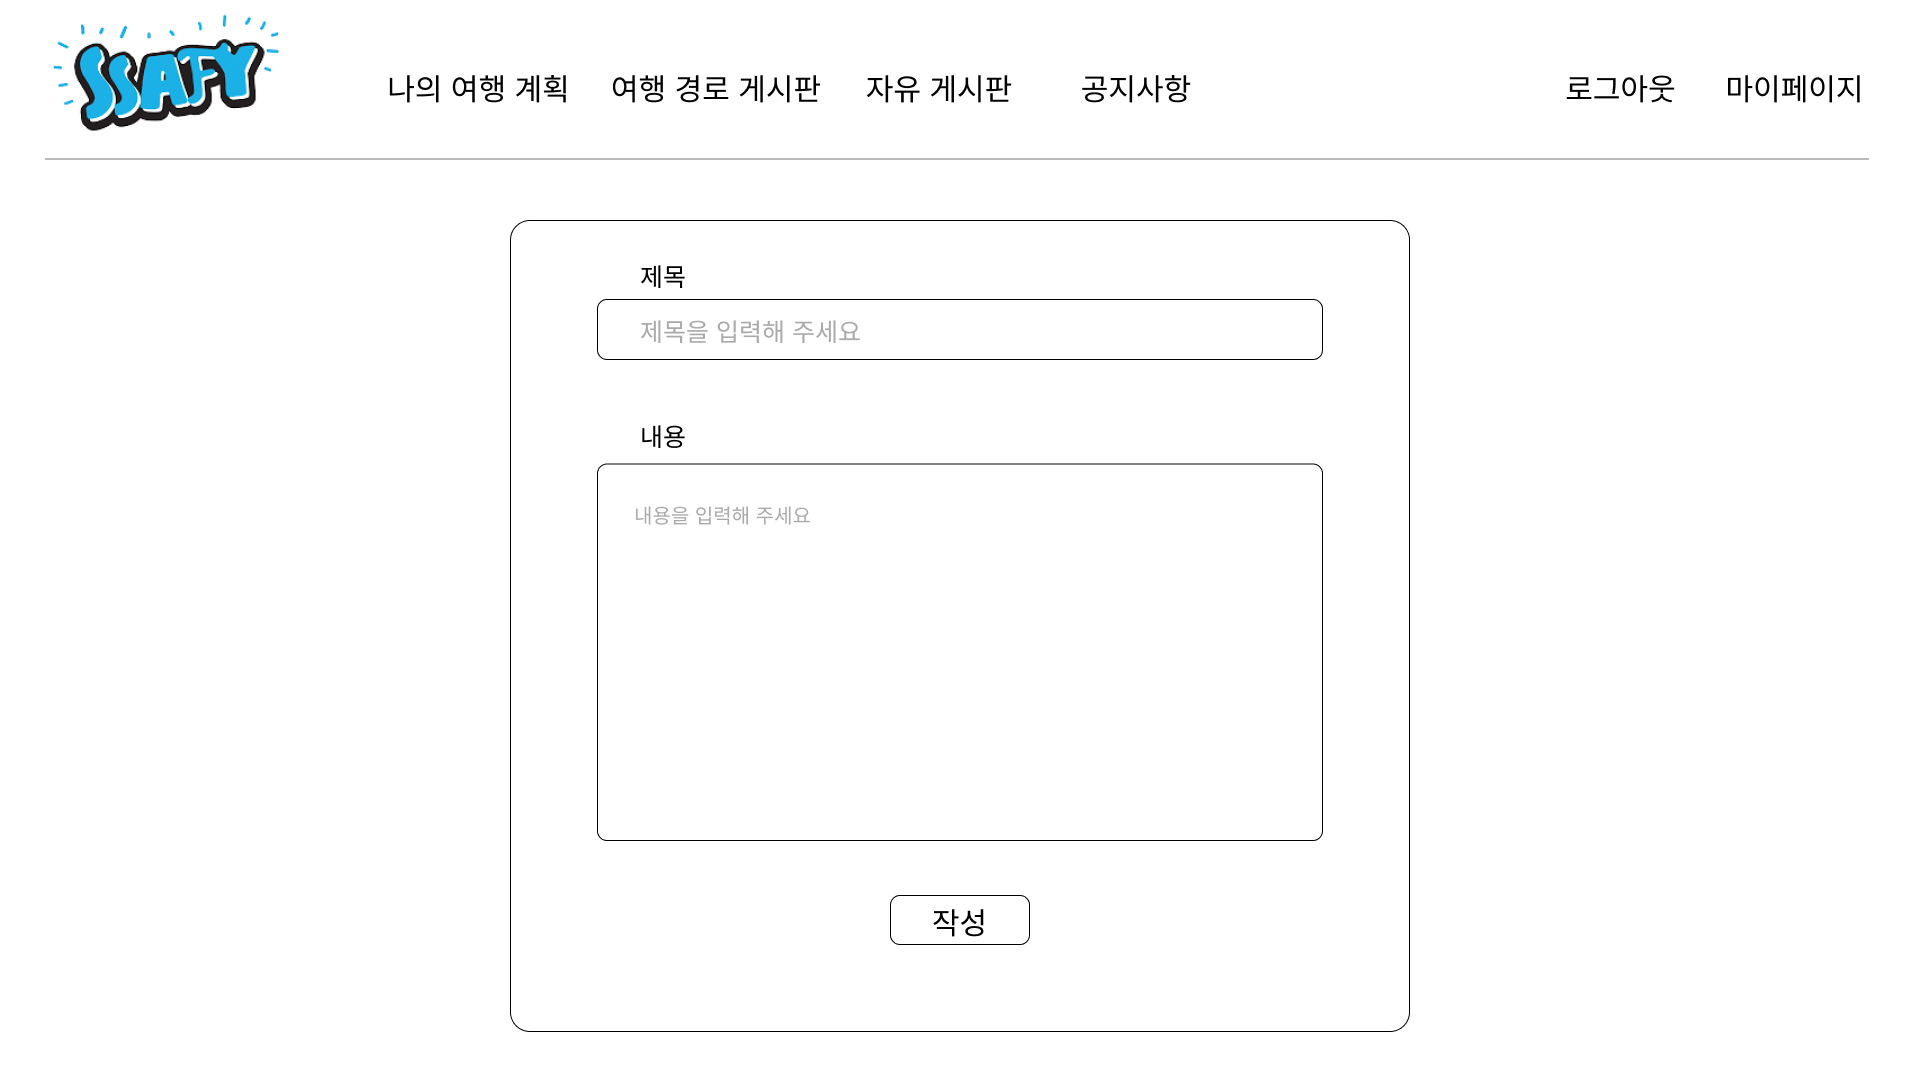 SSAFY
나의 여행 계획 여행 경로 게시판 자유 게시판 공지사항 로그아웃 마이페이지
제목
제목을 입력해 주세요
내용
내용을 입력해 주세요
작성